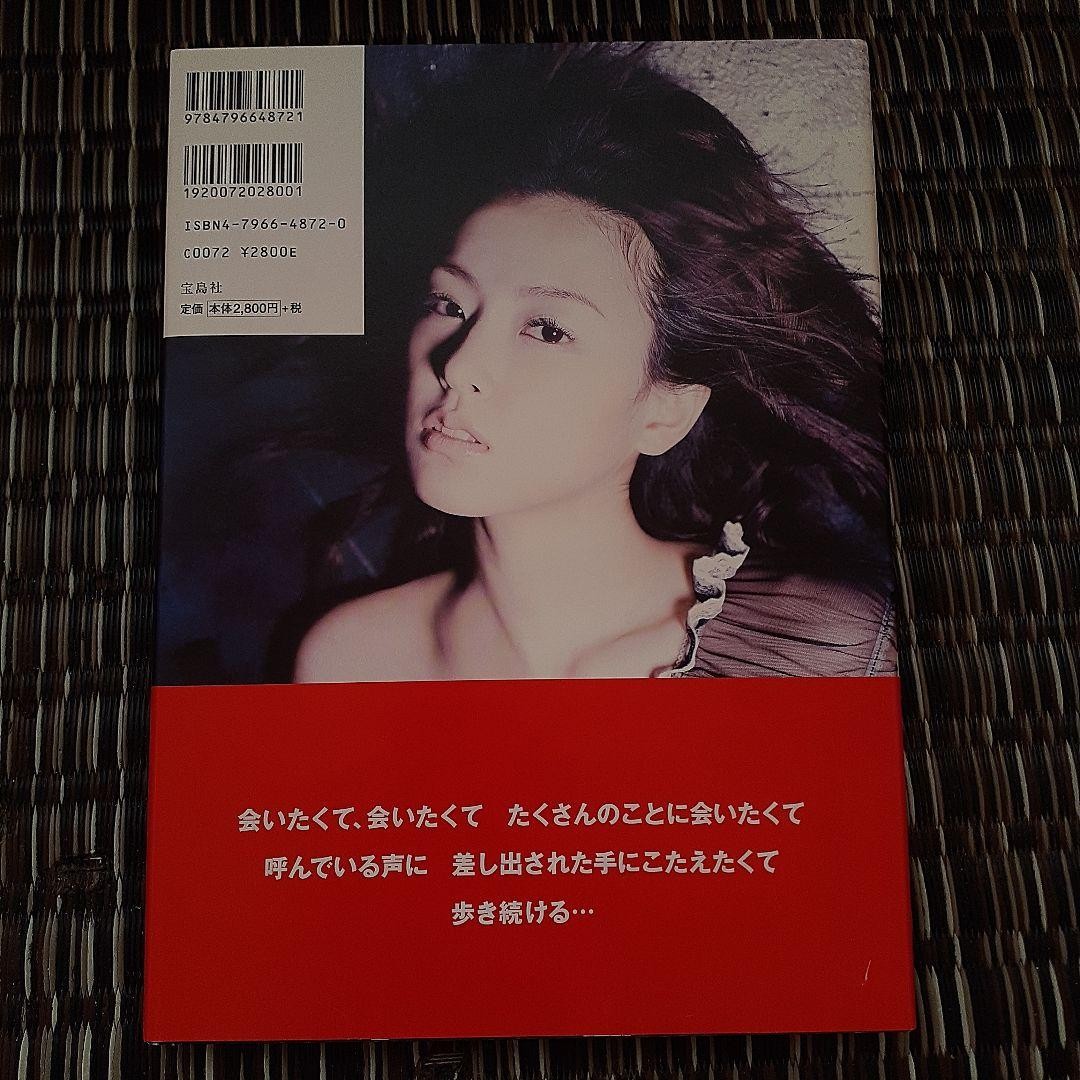 9784796648721
1920072028001
ISBN4-7966-4872-0
C0072 ¥2800E
宝島社
定価 本体2,800円+税
会いたくて、会いたくて　たくさんのことに会いたくて
呼んでいる声に　差し出された手にこたえたくて
歩き続ける…